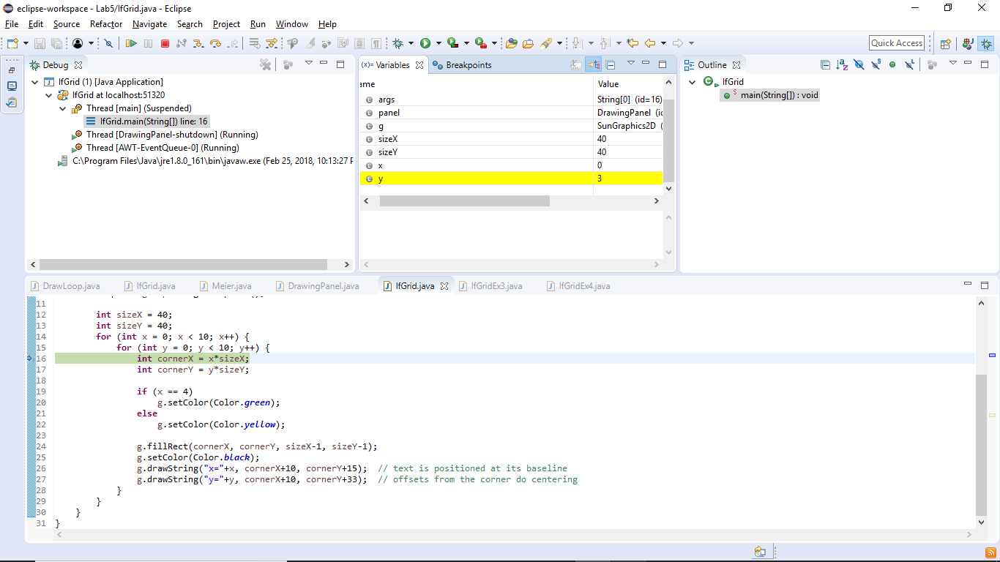 eclipse-workspace - Lab5/IfGrid.java - Eclipse
File Edit Source Refactor Navigate Search Project Run Window Help
Quick Access
Debug
IfGrid (1) [Java Application]
IfGrid at localhost:51320
Thread [main] (Suspended)
IfGrid.main(String[]) line: 16
Thread [DrawingPanel-shutdown] (Running)
Thread [AWT-EventQueue-0] (Running)
C:\Program Files\Java\jre1.8.0_161\bin\javaw.exe (Feb 25, 2018, 10:13:27 P
(x)= Variables Breakpoints
ame Value
args String[0] (id=16)
panel DrawingPanel (id
g SunGraphics2D (
sizeX 40
sizeY 40
x 0
y 3
Outline
IfGrid
main(String[]) : void
DrawLoop.java IfGrid.java Meier.java DrawingPanel.java IfGrid.java IfGridEx3.java IfGridEx4.java
11
12 int sizeX = 40;
13 int sizeY = 40;
14 for (int x = 0; x < 10; x++) {
15 for (int y = 0; y < 10; y++) {
16 int cornerX = x*sizeX;
17 int cornerY = y*sizeY;
18
19 if (x == 4)
20 g.setColor(Color.green);
21 else
22 g.setColor(Color.yellow);
23
24 g.fillRect(cornerX, cornerY, sizeX-1, sizeY-1);
25 g.setColor(Color.black);
26 g.drawString("x="+x, cornerX+10, cornerY+15); // text is positioned at its baseline
27 g.drawString("y="+y, cornerX+10, cornerY+33); // offsets from the corner do centering
28 }
29 }
30 }
31 }